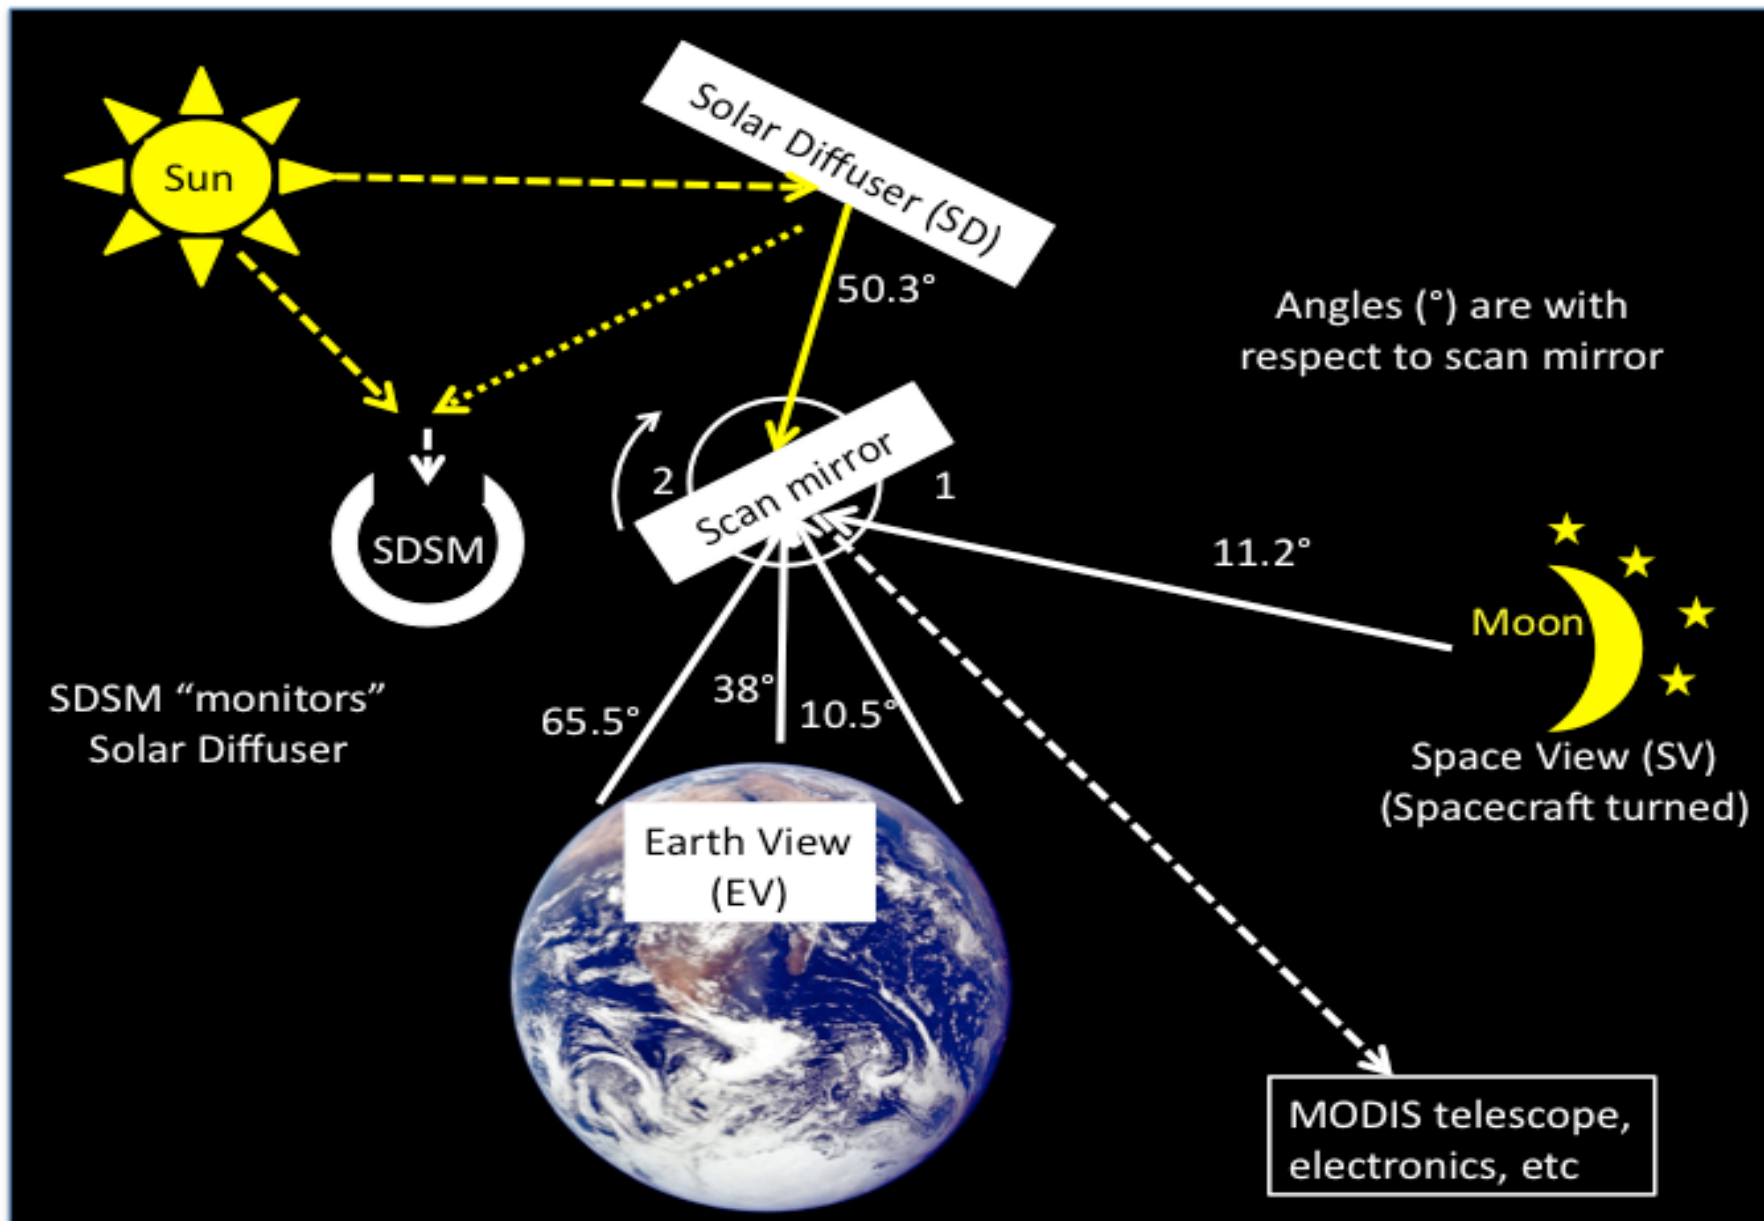 Sun
Solar Diffuser (SD)
50.3°
Angles (°) are with
respect to scan mirror
2
Scan mirror
1
SDSM
11.2°
Moon
SDSM “monitors”
Solar Diffuser
65.5°
38°
10.5°
Space View (SV)
(Spacecraft turned)
Earth View
(EV)
MODIS telescope,
electronics, etc